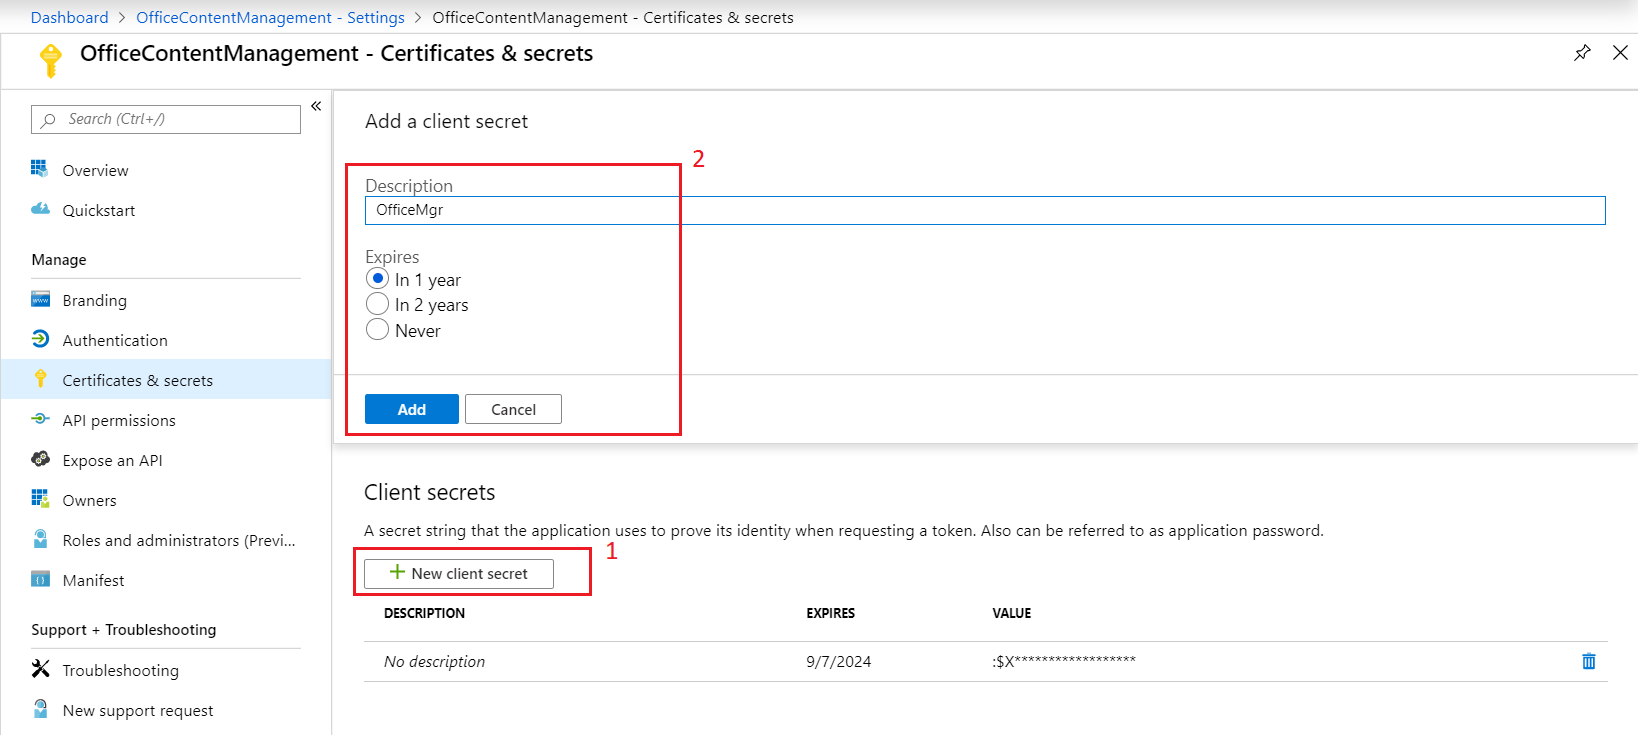 Dashboard > OfficeContentManagement - Settings > OfficeContentManagement - Certificates & secrets
OfficeContentManagement - Certificates & secrets
Search (Ctrl+/)
«
Overview
Quickstart
Manage
Branding
Authentication
Certificates & secrets
API permissions
Expose an API
Owners
Roles and administrators (Previ...
Manifest
Support + Troubleshooting
Troubleshooting
New support request
Add a client secret
2
Description
OfficeMgr
Expires
In 1 year
In 2 years
Never
Add Cancel
Client secrets
A secret string that the application uses to prove its identity when requesting a token. Also can be referred to as application password.
1
+ New client secret
DESCRIPTION EXPIRES VALUE
No description 9/7/2024 :$X******************